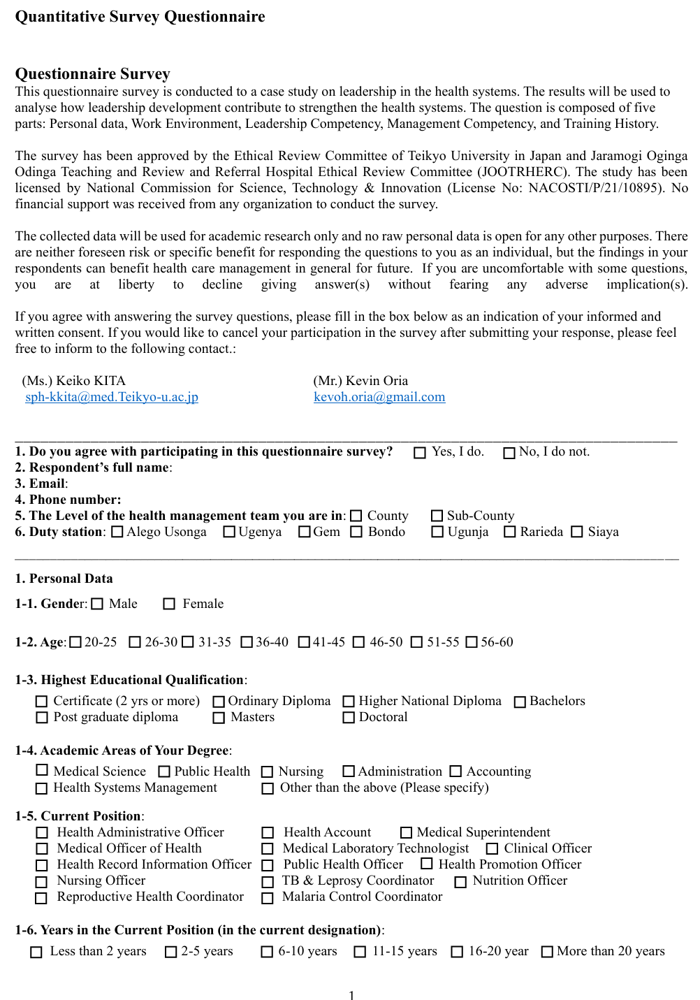 Quantitative Survey Questionnaire
Questionnaire Survey
This questionnaire survey is conducted to a case study on leadership in the health systems. The results will be used to
analyse how leadership development contribute to strengthen the health systems. The question is composed of five
parts: Personal data, Work Environment, Leadership Competency, Management Competency, and Training History.
The survey has been approved by the Ethical Review Committee of Teikyo University in Japan and Jaramogi Oginga
Odinga Teaching and Review and Referral Hospital Ethical Review Committee (JOOTRHERC). The study has been
licensed by National Commission for Science, Technology & Innovation (License No: NACOSTI/P/21/10895). No
financial support was received from any organization to conduct the survey.
The collected data will be used for academic research only and no raw personal data is open for any other purposes. There
are neither foreseen risk or specific benefit for responding the questions to you as an individual, but the findings in your
respondents can benefit health care management in general for future. If you are uncomfortable with some questions,
you are at liberty to decline giving answer(s) without fearing any adverse implication(s).
If you agree with answering the survey questions, please fill in the box below as an indication of your informed and
written consent. If you would like to cancel your participation in the survey after submitting your response, please feel
free to inform to the following contact.:
(Ms.) Keiko KITA (Mr.) Kevin Oria
sph-kkita@med.Teikyo-u.ac.jp kevoh.oria@gmail.com
1. Do you agree with participating in this questionnaire survey? ☐ Yes, I do. ☐ No, I do not.
2. Respondent's full name:
3. Email:
4. Phone number:
5. The Level of the health management team you are in: ☐ County ☐ Sub-County
6. Duty station: ☐ Alego Usonga ☐ Ugenya ☐ Gem ☐ Bondo ☐ Ugunja ☐ Rarieda ☐ Siaya
1. Personal Data
1-1. Gender: ☐ Male ☐ Female
1-2. Age: ☐ 20-25 ☐ 26-30 ☐ 31-35 ☐ 36-40 ☐ 41-45 ☐ 46-50 ☐ 51-55 ☐ 56-60
1-3. Highest Educational Qualification:
☐ Certificate (2 yrs or more) ☐ Ordinary Diploma ☐ Higher National Diploma ☐ Bachelors
☐ Post graduate diploma ☐ Masters ☐ Doctoral
1-4. Academic Areas of Your Degree:
☐ Medical Science ☐ Public Health ☐ Nursing ☐ Administration ☐ Accounting
☐ Health Systems Management ☐ Other than the above (Please specify)
1-5. Current Position:
☐ Health Administrative Officer ☐ Health Account ☐ Medical Superintendent
☐ Medical Officer of Health ☐ Medical Laboratory Technologist ☐ Clinical Officer
☐ Health Record Information Officer ☐ Public Health Officer ☐ Health Promotion Officer
☐ Nursing Officer ☐ TB & Leprosy Coordinator ☐ Nutrition Officer
☐ Reproductive Health Coordinator ☐ Malaria Control Coordinator
1-6. Years in the Current Position (in the current designation):
☐ Less than 2 years ☐ 2-5 years ☐ 6-10 years ☐ 11-15 years ☐ 16-20 year ☐ More than 20 years
1